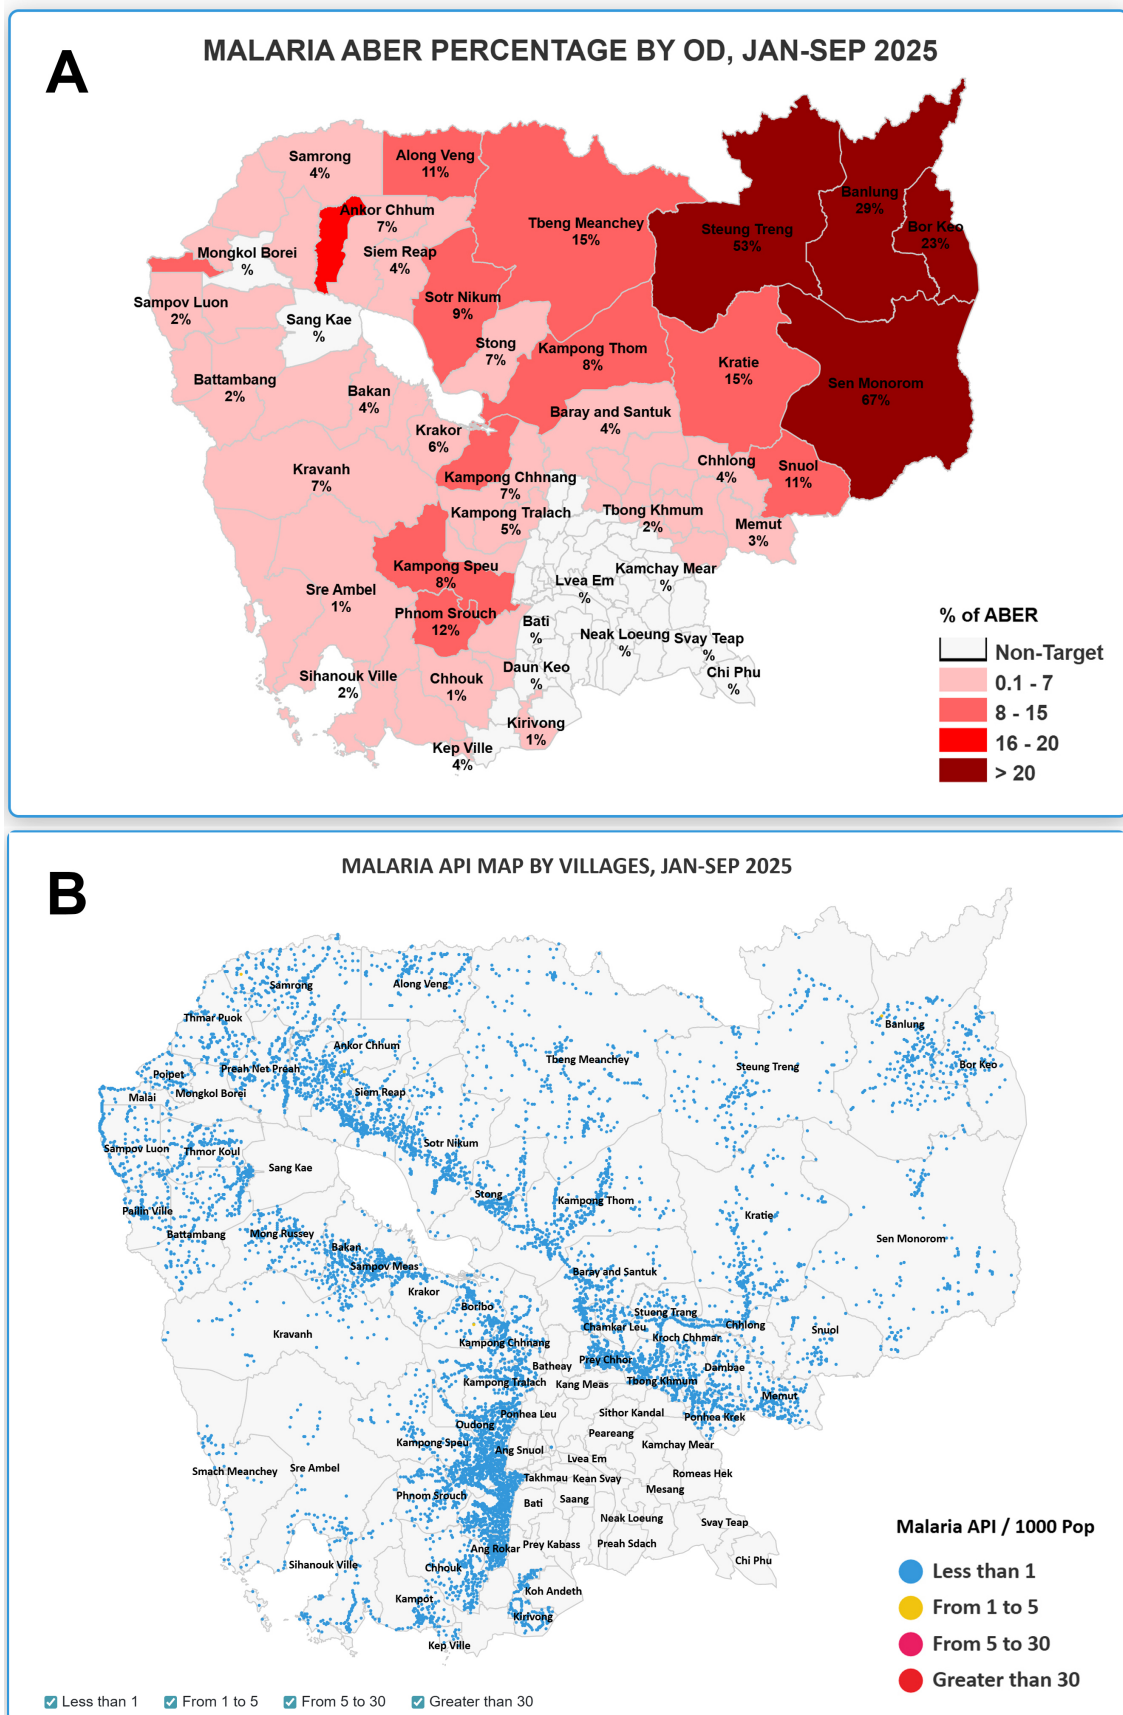 A
MALARIA ABER PERCENTAGE BY OD, JAN-SEP 2025
Samrong
4%
Along Veng
11%
Ankor Chhum
7%
Tbeng Meanchey
15%
Steung Treng
53%
Banlung
29%
Bor Keo
23%
Mongkol Borei
%
Siem Reap
4%
Sampov Luon
2%
Sang Kae
%
Sotr Nikum
9%
Stong
7%
Kampong Thom
8%
Kratie
15%
Sen Monorom
67%
Battambang
2%
Bakan
4%
Krakor
6%
Baray and Santuk
4%
Kravanh
7%
Kampong Chhnang
7%
Chhlong
4%
Snuol
11%
Kampong Tralach
5%
Tbong Khmum
2%
Memut
3%
Kampong Speu
8%
Lvea Em
%
Kamchay Mear
%
Sre Ambel
1%
Phnom Srouch
12%
Bati
%
Neak Loeung
%
Svay Teap
%
Sihanouk Ville
2%
Chhouk
1%
Daun Keo
%
Chi Phu
%
Kirivong
1%
Kep Ville
4%
% of ABER
Non-Target
0.1 - 7
8 - 15
16 - 20
> 20
B
MALARIA API MAP BY VILLAGES, JAN-SEP 2025
Samrong
Along Veng
Thmar Puok
Banlung
Ankor Chhum
Tbeng Meanchey
Steung Treng
Bor Keo
Poipet
Preah Net Preah
Malai
Mongkol Borei
Siem Reap
Sampov Luon
Thmor Koul
Sotr Nikum
Sang Kae
Stong
Kampong Thom
Pailin Ville
Kratie
Battambang
Mong Russey
Sen Monorom
Bakan
Sampov Meas
Baray and Santuk
Krakor
Boribo
Stueng Trang
Kravanh
Chamkar Leu
Chhlong
Snuol
Kampong Chhnang
Kroch Chhmar
Batheay
Prey Chhor
Dambae
Kampong Tralach
Kang Meas
Tbong Khmum
Memut
Ponhea Leu
Sithor Kandal
Ponhea Krek
Oudong
Peareang
Kampong Speu
Ang Snuol
Kamchay Mear
Lvea Em
Smach Meanchey
Sre Ambel
Takhmau
Kean Svay
Romeas Hek
Mesang
Phnom Srouch
Bati
Saang
Neak Loeung
Svay Teap
Ang Rokar
Prey Kabass
Preah Sdach
Sihanouk Ville
Chhouk
Chi Phu
Koh Andeth
Kampot
Kirivong
Kep Ville
Malaria API / 1000 Pop
Less than 1
From 1 to 5
From 5 to 30
Greater than 30
Less than 1
From 1 to 5
From 5 to 30
Greater than 30